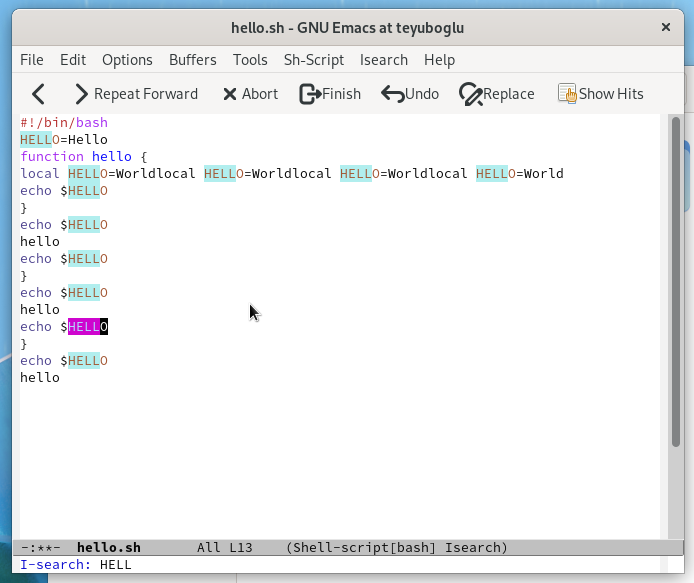 hello.sh - GNU Emacs at teyuboglu
File Edit Options Buffers Tools Sh-Script Isearch Help
Repeat Forward Abort Finish Undo Replace Show Hits
#!/bin/bash
HELLO=Hello
function hello {
local HELLO=Worldlocal HELLO=Worldlocal HELLO=Worldlocal HELLO=World
echo $HELLO
}
echo $HELLO
hello
echo $HELLO
}
echo $HELLO
hello
echo $HELLO
}
echo $HELLO
hello
-:**- hello.sh All L13 (Shell-script[bash] Isearch)
I-search: HELL